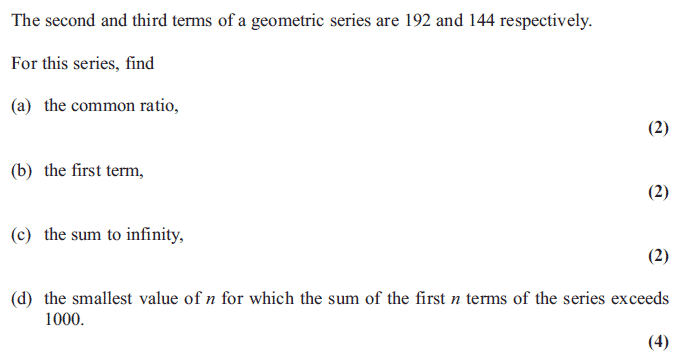 The second and third terms of a geometric series are 192 and 144 respectively.
For this series, find
(a) the common ratio,
(2)
(b) the first term,
(2)
(c) the sum to infinity,
(2)
(d) the smallest value of n for which the sum of the first n terms of the series exceeds
1000.
(4)